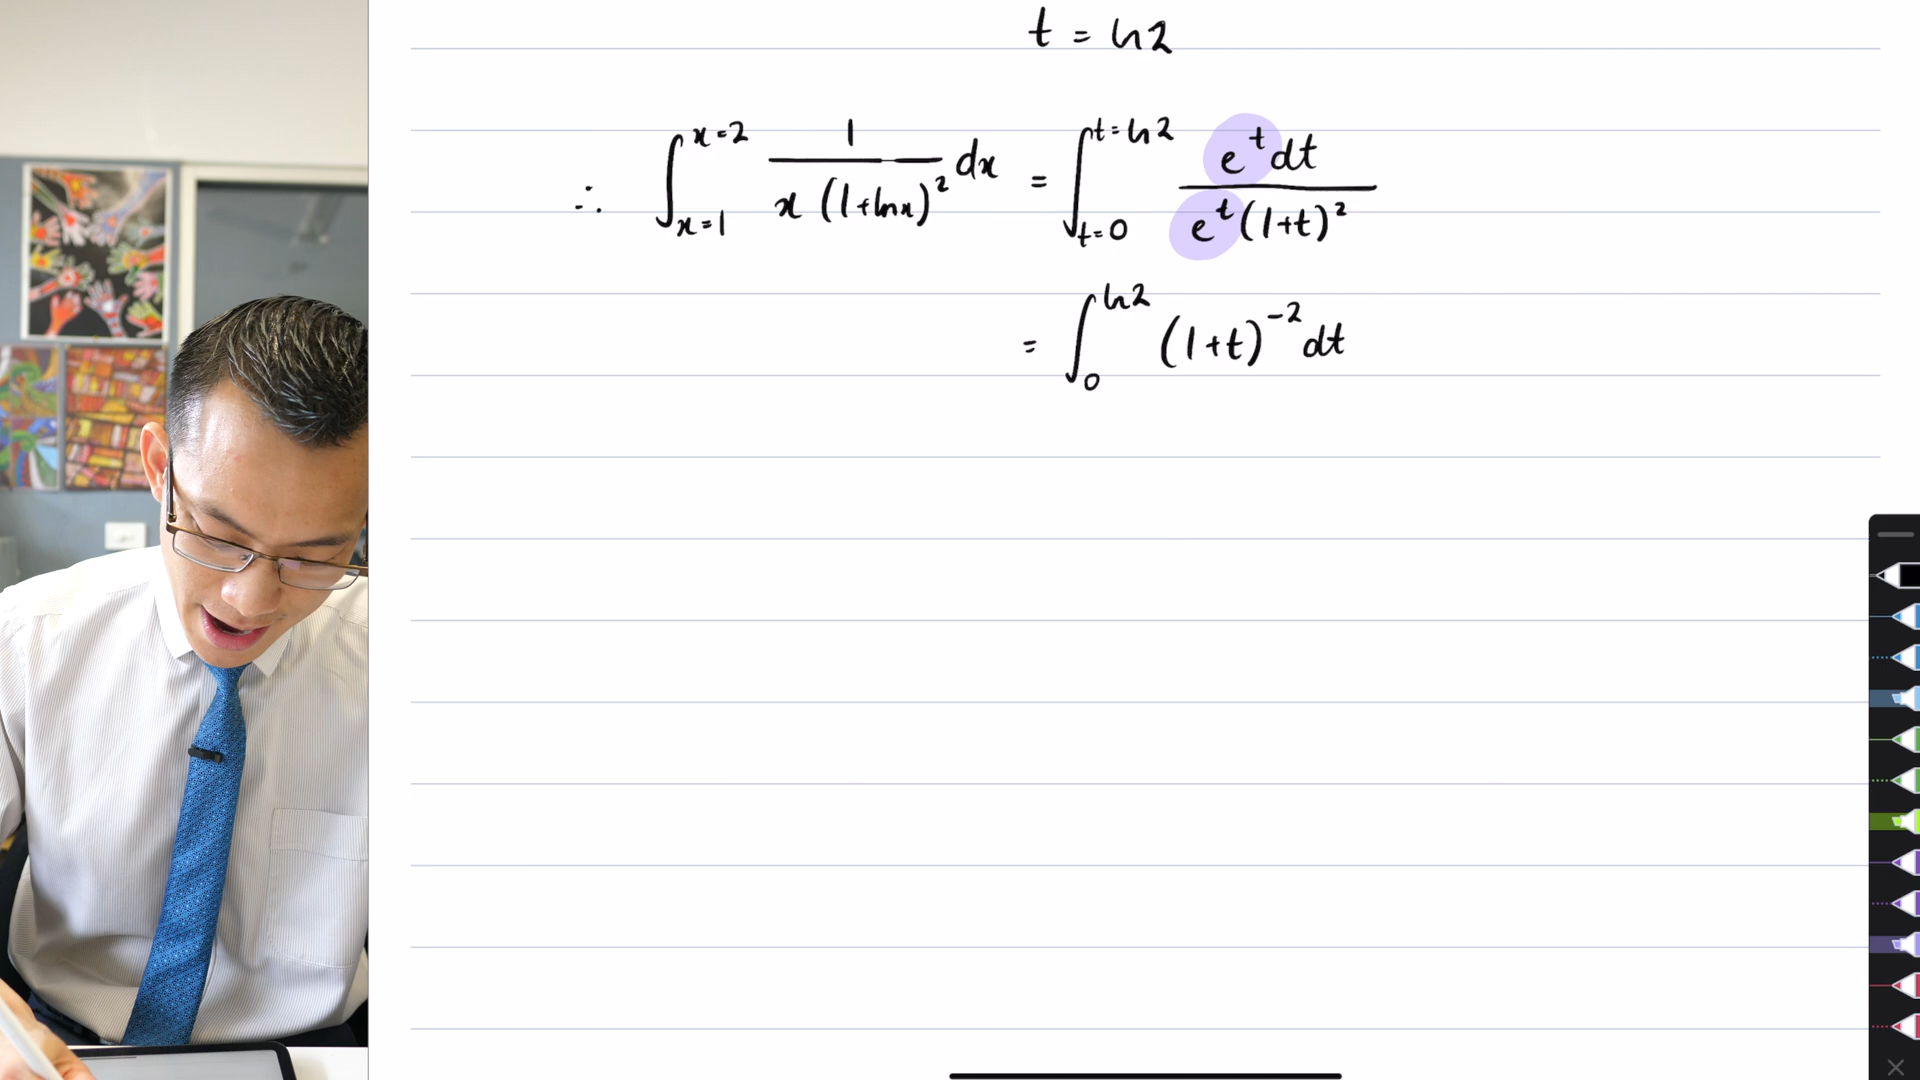 t = ln2
∴ ∫_{x=1}^{x=2} 1/(x(1+lnx)²) dx = ∫_{t=0}^{t=ln2} e^t dt/(e^t(1+t)²)
= ∫_0^{ln2} (1+t)^{-2} dt